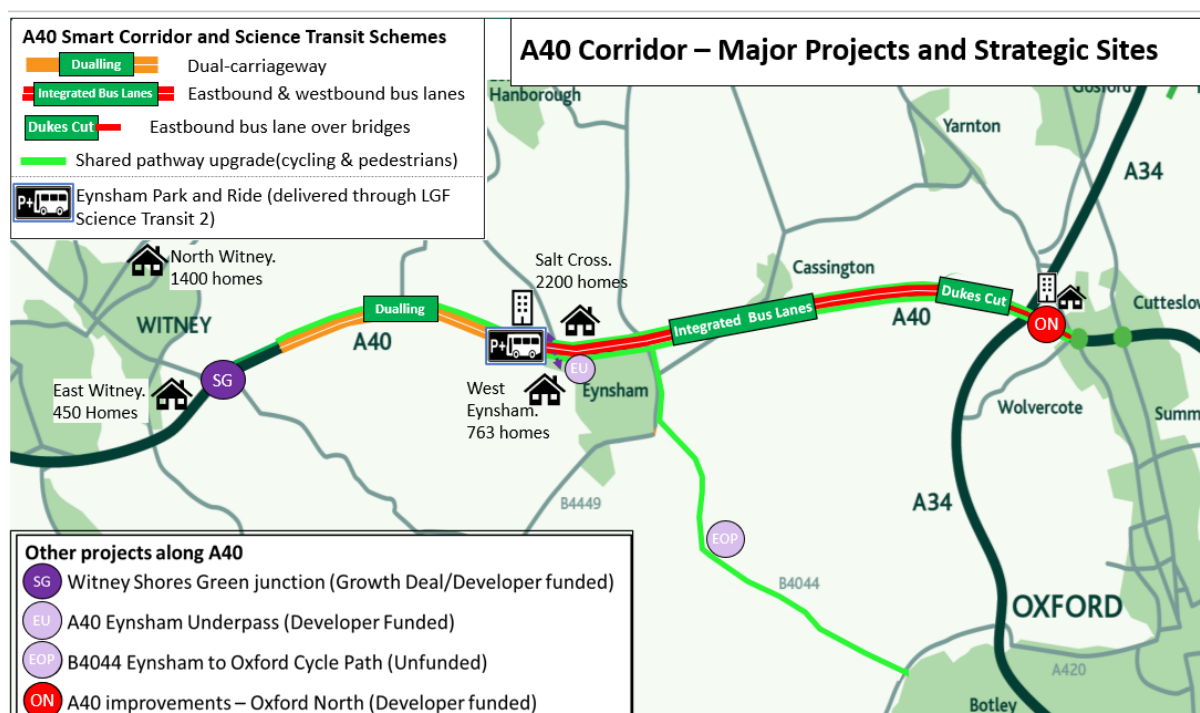 A40 Smart Corridor and Science Transit Schemes
Dualling
Dual-carriageway
Integrated Bus Lanes
Eastbound & westbound bus lanes
Dukes Cut
Eastbound bus lane over bridges
Shared pathway upgrade(cycling & pedestrians)
P+
Eynsham Park and Ride (delivered through LGF
Science Transit 2)
A40 Corridor – Major Projects and Strategic Sites
Hanborough
Gosford
Yarnton
A34
North Witney.
1400 homes
Salt Cross.
2200 homes
Cassington
WITNEY
Dualling
A40
Integrated Bus Lanes
A40
Dukes Cut
Cutteslow
ON
P+
SG
EU
East Witney.
450 Homes
West
Eynsham.
763 homes
Eynsham
Wolvercote
Summ
B4449
A34
EOP
B4044
OXFORD
A420
Botley
Other projects along A40
SG
Witney Shores Green junction (Growth Deal/Developer funded)
EU
A40 Eynsham Underpass (Developer Funded)
EOP
B4044 Eynsham to Oxford Cycle Path (Unfunded)
ON
A40 improvements – Oxford North (Developer funded)